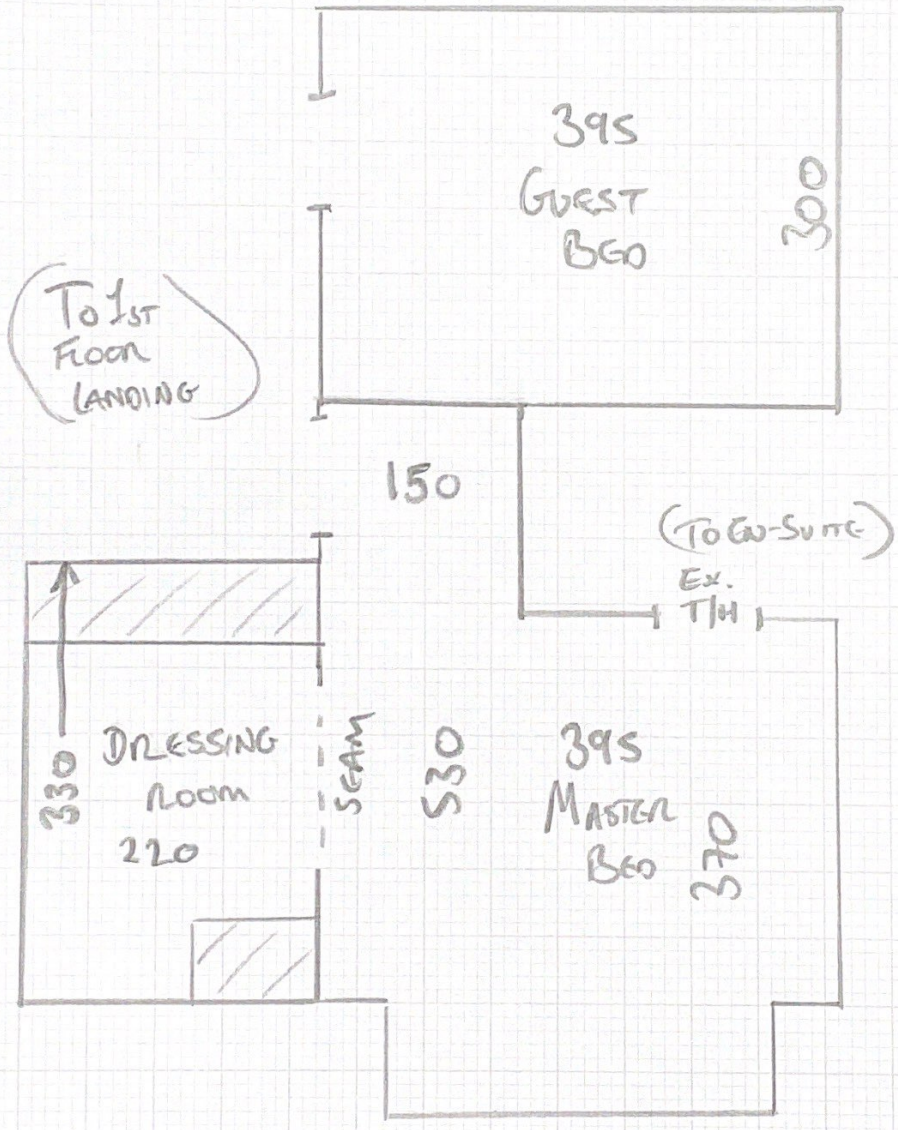 395
GUEST
BED
300
To 1ST
FLOOR
LANDING
150
(TO EN-SUITE)
Ex.
T/H
DRESSING
ROOM
220
330
SEAM
530
395
MASTER
BED
370